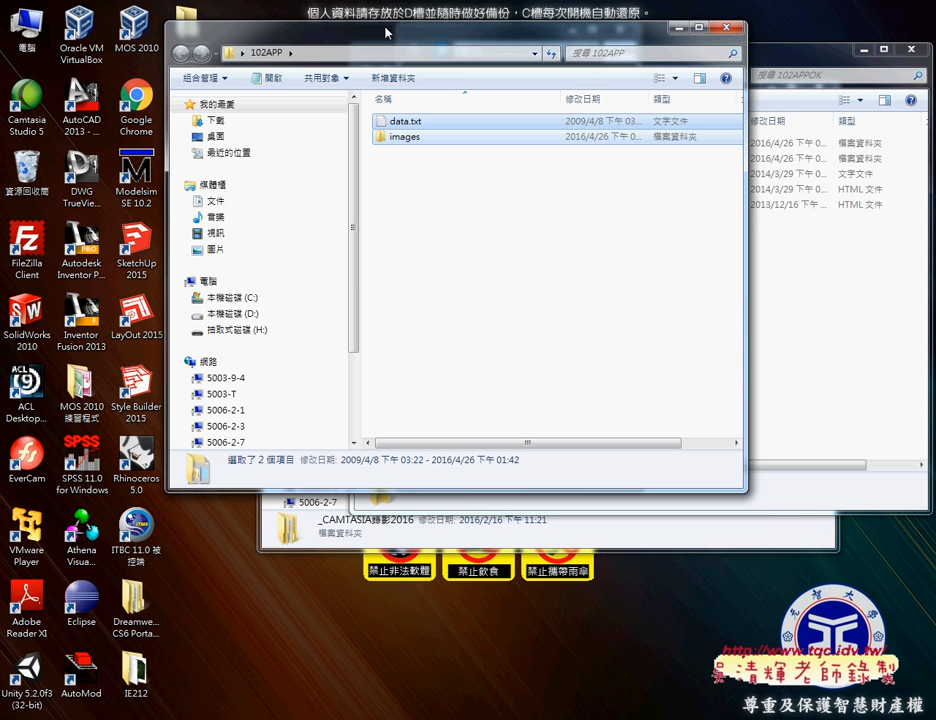 個人資料請存放於D槽並隨時做好備份，C槽每次開機自動還原。
電腦
Oracle VM VirtualBox
MOS 2010
Camtasia Studio 5
AutoCAD 2013 - ...
Google Chrome
資源回收筒
DWG TrueVie...
Modelsim SE 10.2
FileZilla Client
Autodesk Inventor P...
SketchUp 2015
SolidWorks 2010
Inventor Fusion 2013
LayOut 2015
ACL Desktop...
MOS 2010 練習程式
Style Builder 2015
EverCam
SPSS 11.0 for Windows
Rhinoceros 5.0
VMware Player
Athena Visua...
ITBC 11.0 被控端
Adobe Reader XI
Eclipse
Dreamwe... CS6 Porta...
Unity 5.2.0f3 (32-bit)
AutoMod
IE212
102APP
搜尋 102APP
組合管理
開啟
共用對象
新增資料夾
我的最愛
下載
桌面
最近的位置
媒體櫃
文件
音樂
視訊
圖片
電腦
本機磁碟 (C:)
本機磁碟 (D:)
抽取式磁碟 (H:)
網路
5003-9-4
5003-T
5006-2-1
5006-2-3
5006-2-7
名稱 修改日期 類型
data.txt 2009/4/8 下午 03... 文字文件
images 2016/4/26 下午 0... 檔案資料夾
選取了 2 個項目 修改日期: 2009/4/8 下午 03:22 - 2016/4/26 下午 01:42
搜尋 102APPOK
修改日期 類型
2016/4/26 下午 0... 檔案資料夾
2016/4/26 下午 0... 檔案資料夾
2014/3/29 下午 0... 文字文件
2014/3/29 下午 0... HTML 文件
2013/12/16 下午 ... HTML 文件
5006-2-7
_CAMTASIA錄影2016 修改日期: 2016/2/16 下午 11:21
檔案資料夾
禁止非法軟體
禁止飲食
禁止攜帶雨傘
http://www.tqc.idv.tw/
吳清輝老師錄製
尊重及保護智慧財產權